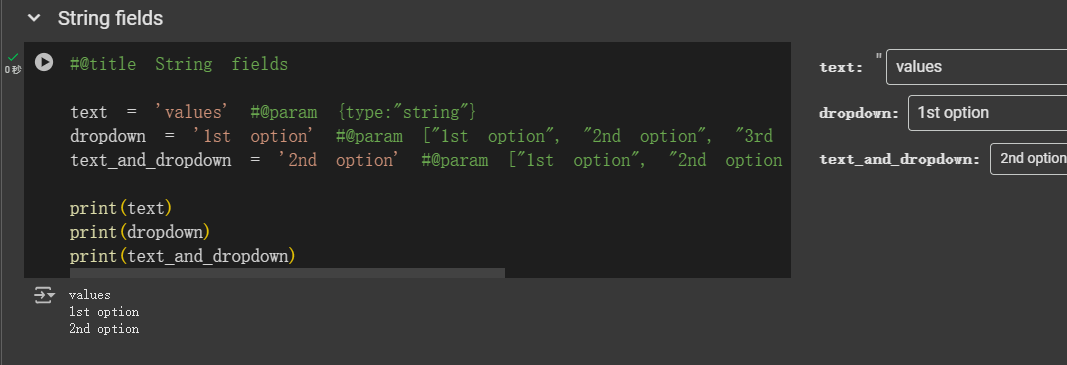 String fields
0秒
#@title String fields
text = 'values' #@param {type:"string"}
dropdown = '1st option' #@param ["1st option", "2nd option", "3rd
text_and_dropdown = '2nd option' #@param ["1st option", "2nd option
print(text)
print(dropdown)
print(text_and_dropdown)
values
1st option
2nd option
text: " values
dropdown: 1st option
text_and_dropdown: 2nd option